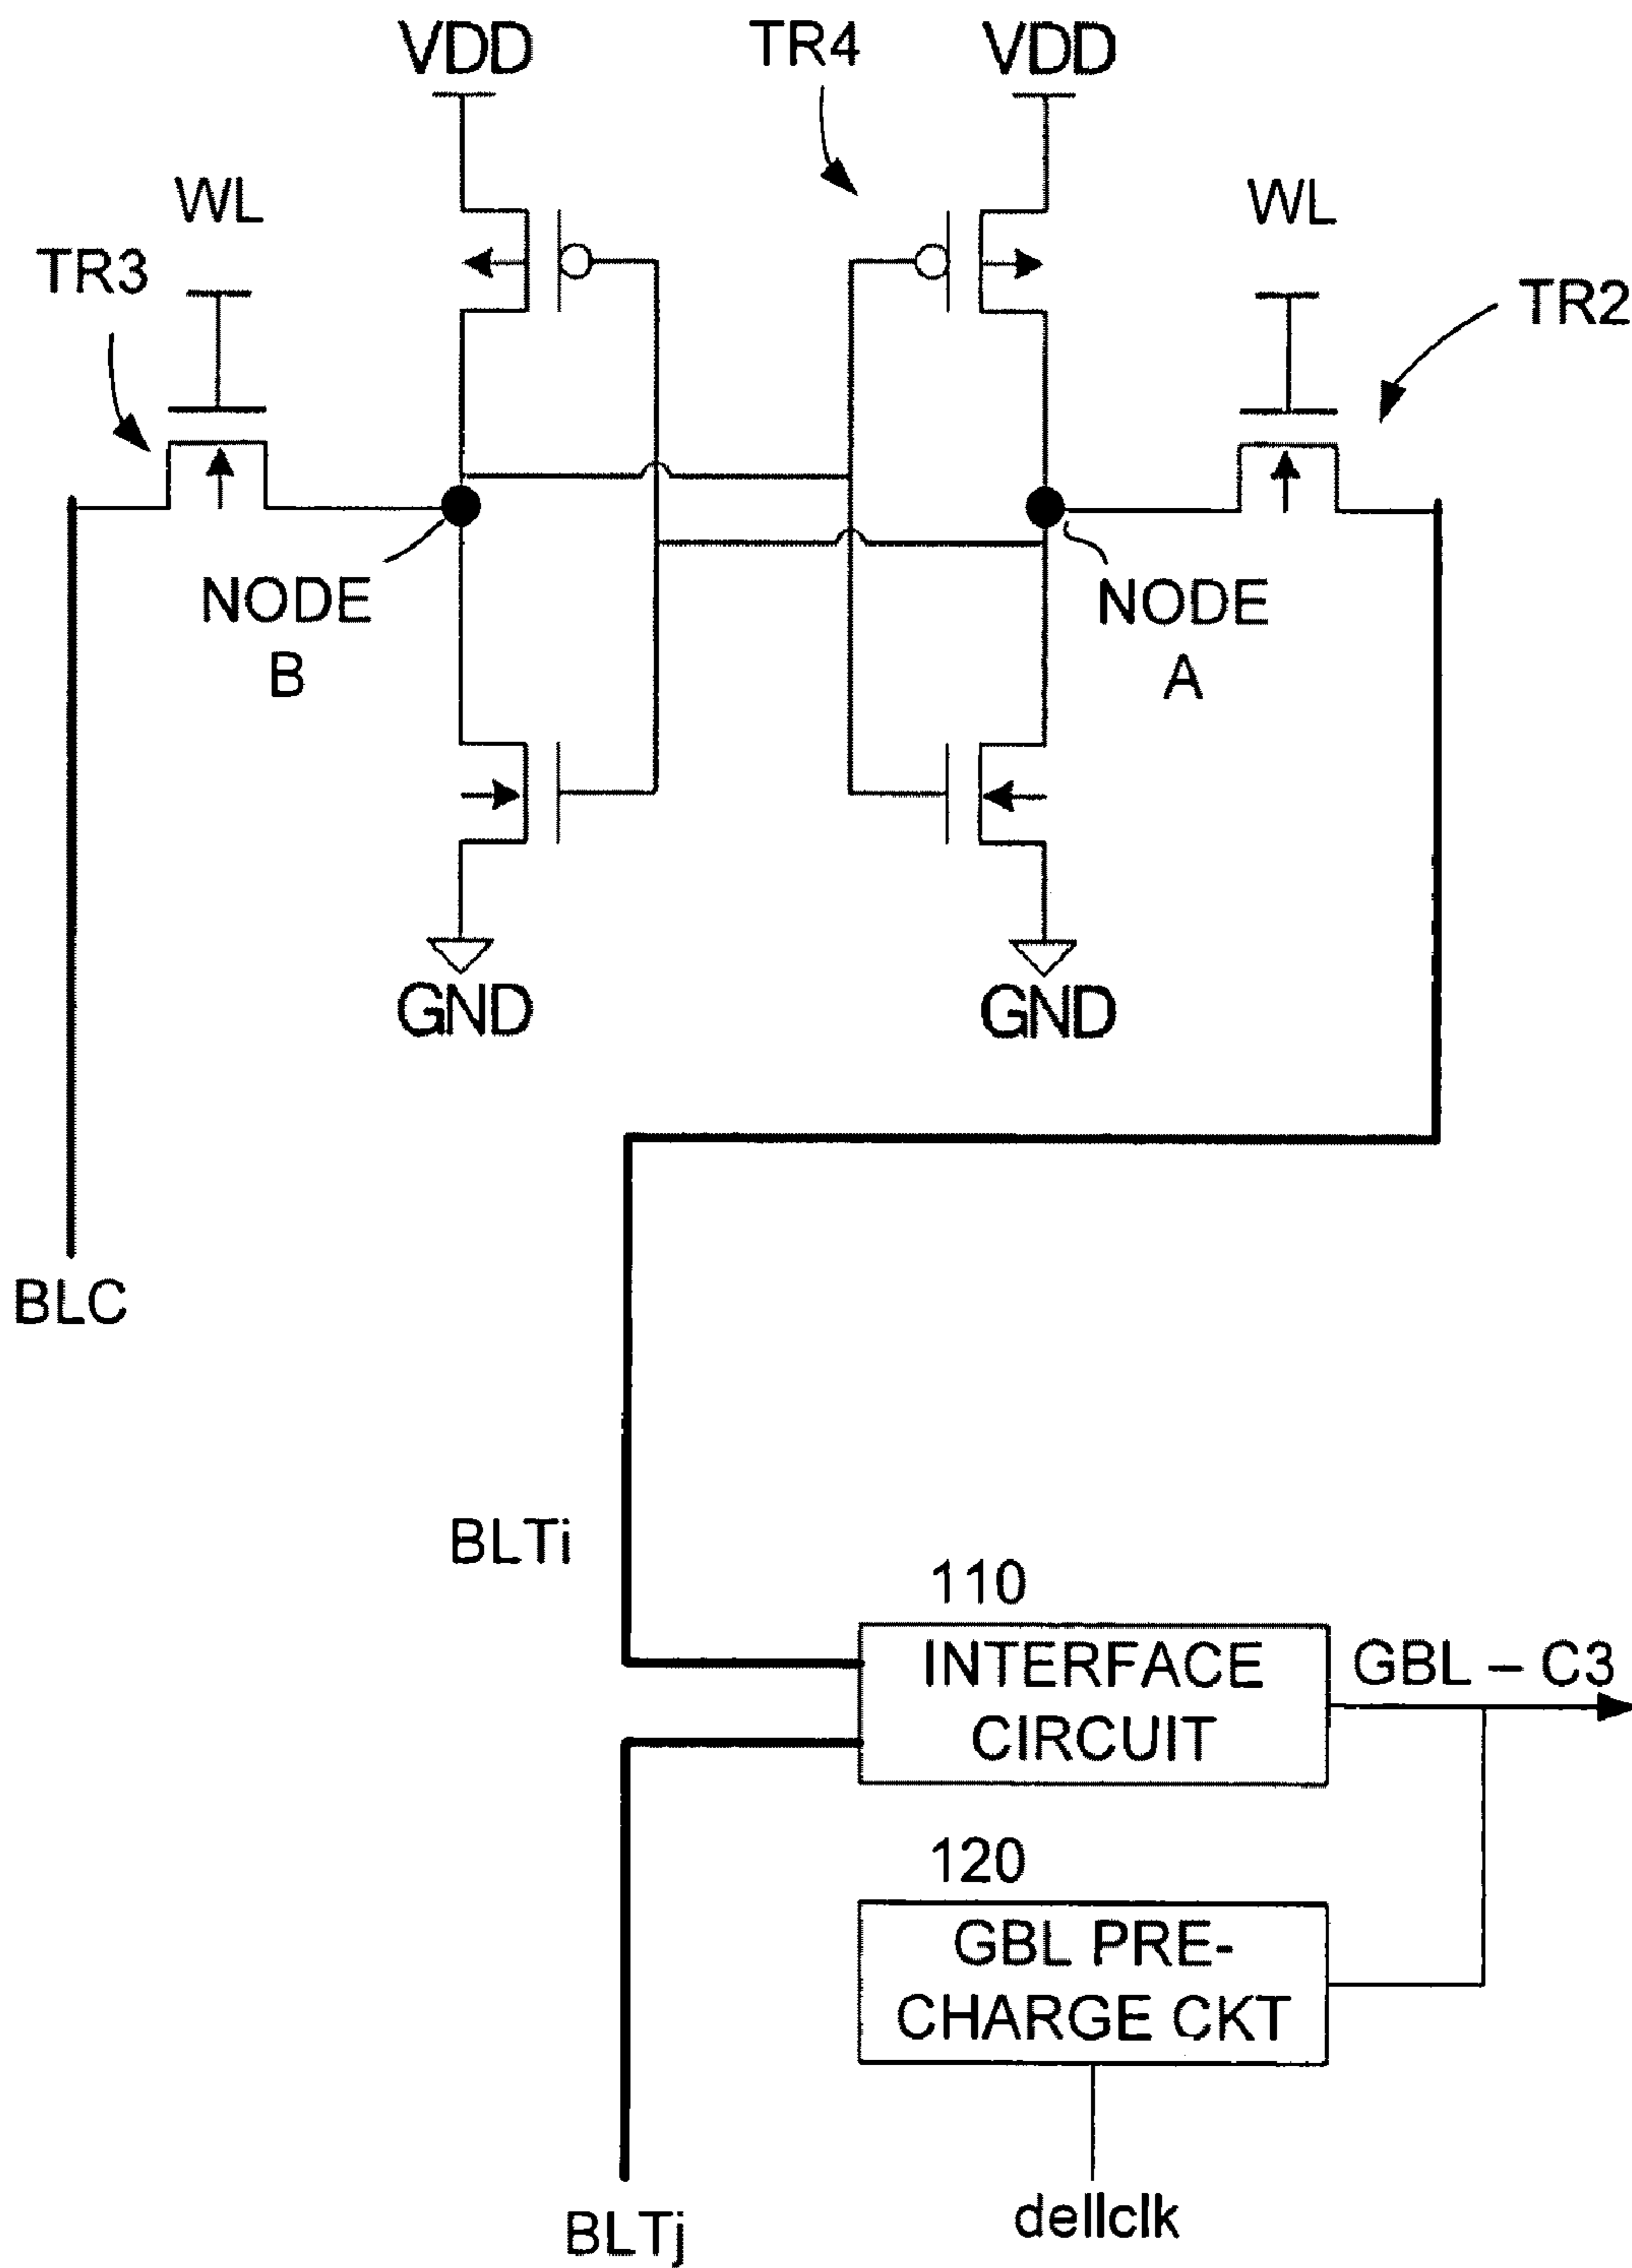 VDD
TR4
VDD
WL
WL
TR3
TR2
NODE
B
NODE
A
GND
GND
BLC
BLTi
110
INTERFACE
CIRCUIT
GBL – C3
120
GBL PRE-
CHARGE CKT
dellclk
BLTj